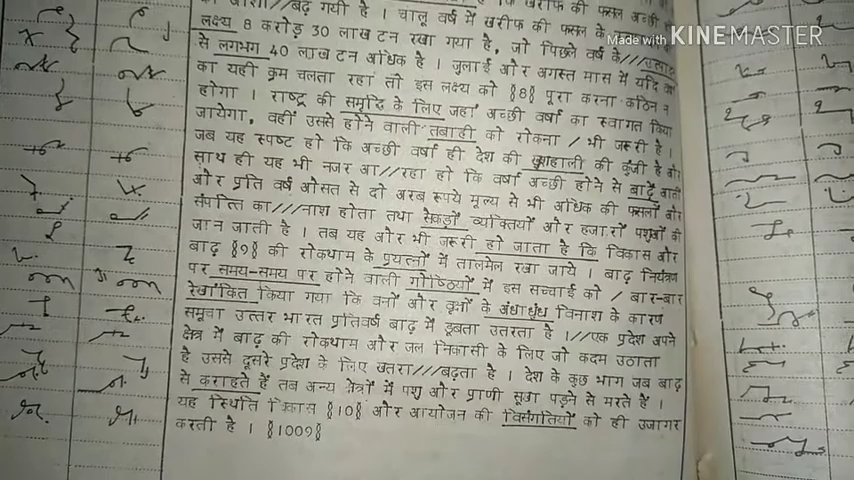 की आशा//बढ़ गयी है । चालू वर्ष में खरीफ की फसल के
लक्ष्य 8 करोड़ 30 लाख टन रखा गया है, जो पिछले वर्ष के///उत्पादन
से लगभग 40 लाख टन अधिक है । जुलाई और अगस्त मास में यदि वर्षा
का यही क्रम चलता रहा तो इस लक्ष्य को §8§ पूरा करना कठिन न
होगा । राष्ट्र की समृद्धि के लिए जहां अच्छी वर्षा का स्वागत किया
जायेगा, वहीं उससे होने वाली तबाही को रोकना / भी जरूरी है ।
जब यह स्पष्ट हो कि अच्छी वर्षा ही देश की खुशहाली की कुंजी है और
साथ ही यह भी नजर आ//रहा हो कि वर्षा अच्छी होने से बाढ़ें आती
और प्रति वर्ष औसत से दो अरब रूपये मूल्य से भी अधिक की फसलों और
संपत्ति का///नाश होता तथा सैकड़ों व्यक्तियों और हजारों पशुओं की
जान जाती है । तब यह और भी जरूरी हो जाता है कि विकास और
बाढ़ §9§ की रोकथाम के प्रयत्नों में तालमेल रखा जाये । बाढ़ नियंत्रण
पर समय-समय पर होने वाली गोष्ठियों में इस सच्चाई को / बार-बार
रेखांकित किया गया कि वनों और वृक्षों के अंधाधुंध विनाश के कारण
समूचा उत्तर भारत प्रतिवर्ष बाढ़ में डूबता उतरता है ।//एक प्रदेश अपने
क्षेत्र में बाढ़ की रोकथाम और जल निकासी के लिए जो कदम उठाता
है उससे दूसरे प्रदेश के लिए खतरा///बढ़ता है । देश के कुछ भाग जब बाढ़
से कराहते हैं तब अन्य क्षेत्रों में पशु और प्राणी सूखा पड़ने से मरते हैं ।
यह स्थिति विकास §10§ और आयोजन की विसंगतियों को ही उजागर
करती है । §1009§
Made with KINEMASTER